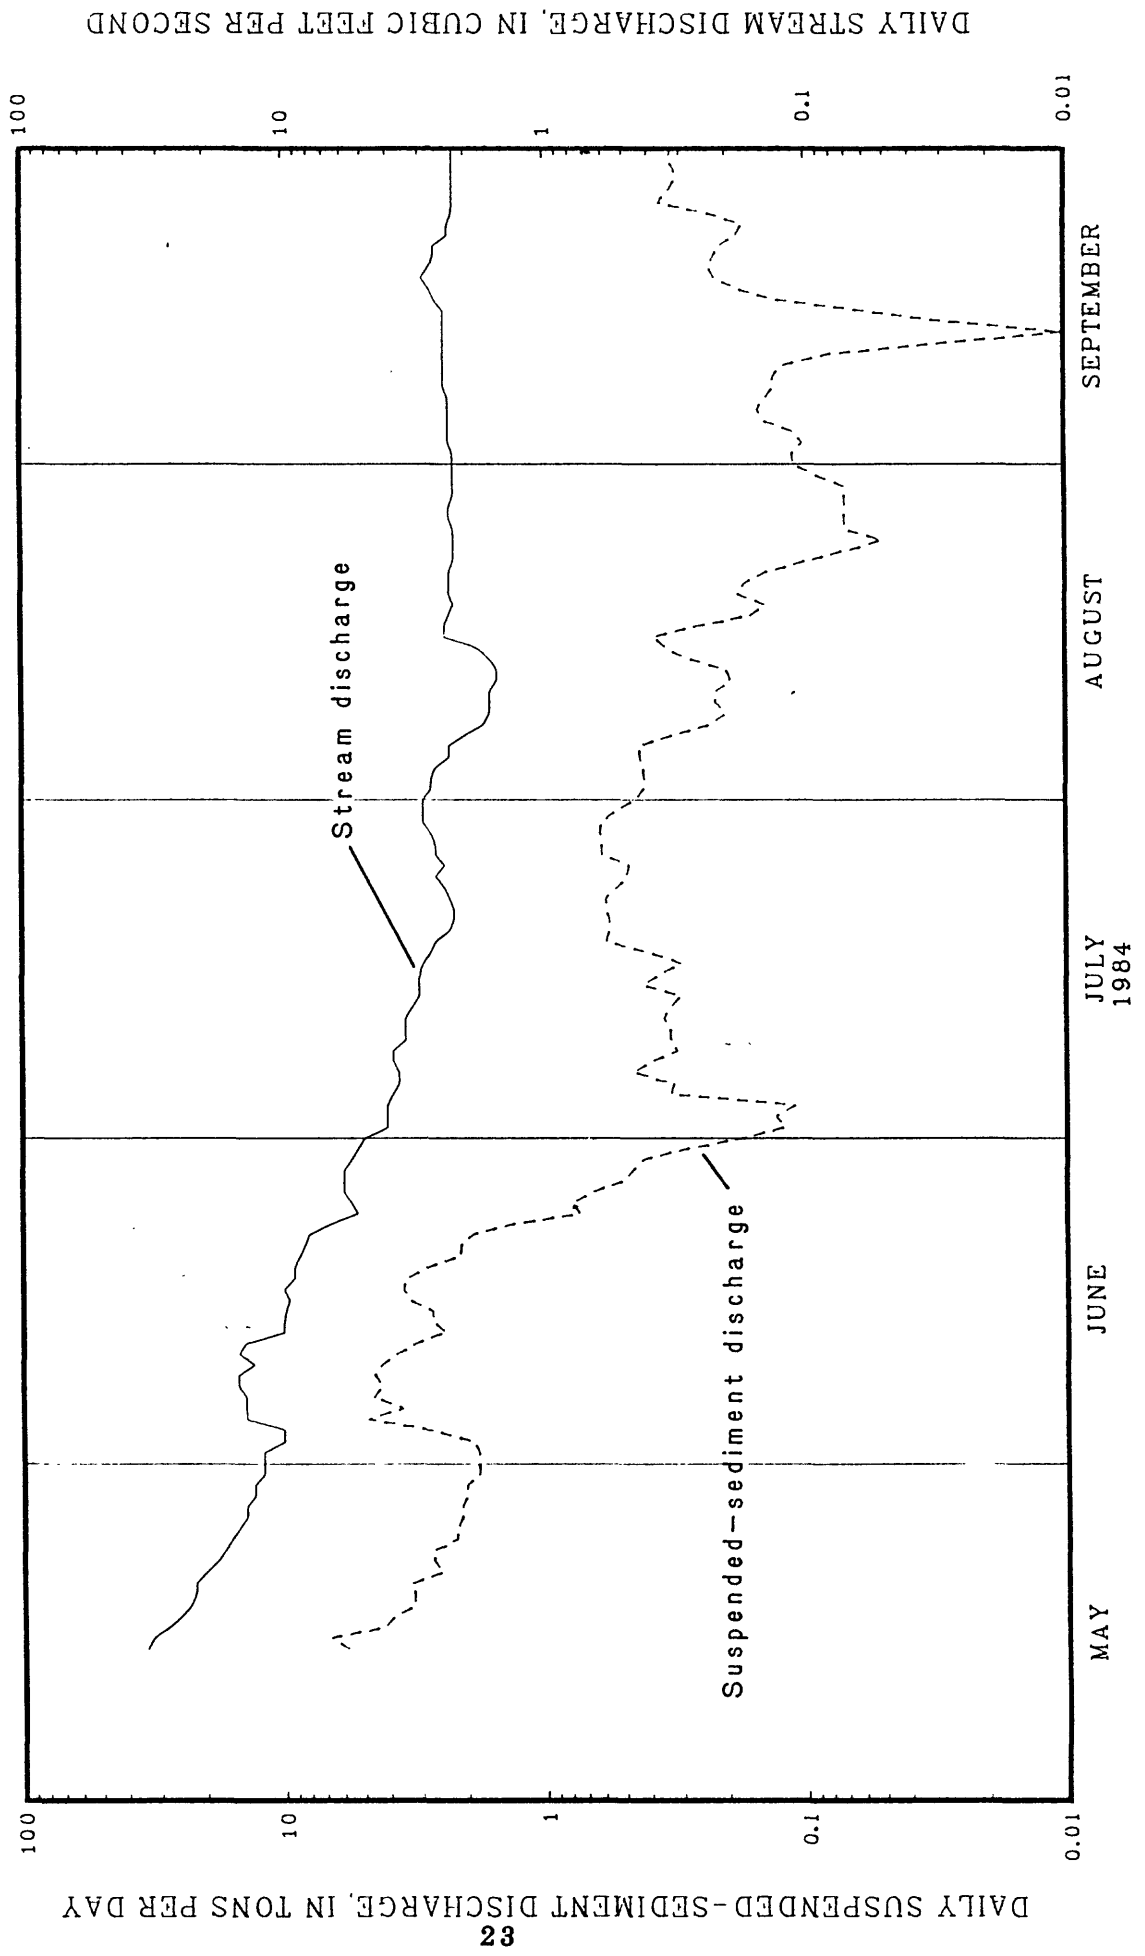 DAILY SUSPENDED-SEDIMENT DISCHARGE, IN TONS PER DAY
100
10
1
0.1
0.01
Stream discharge
Suspended-sediment discharge
MAY
JUNE
JULY
AUGUST
SEPTEMBER
1984
100
10
1
0.1
0.01
DAILY STREAM DISCHARGE, IN CUBIC FEET PER SECOND
23